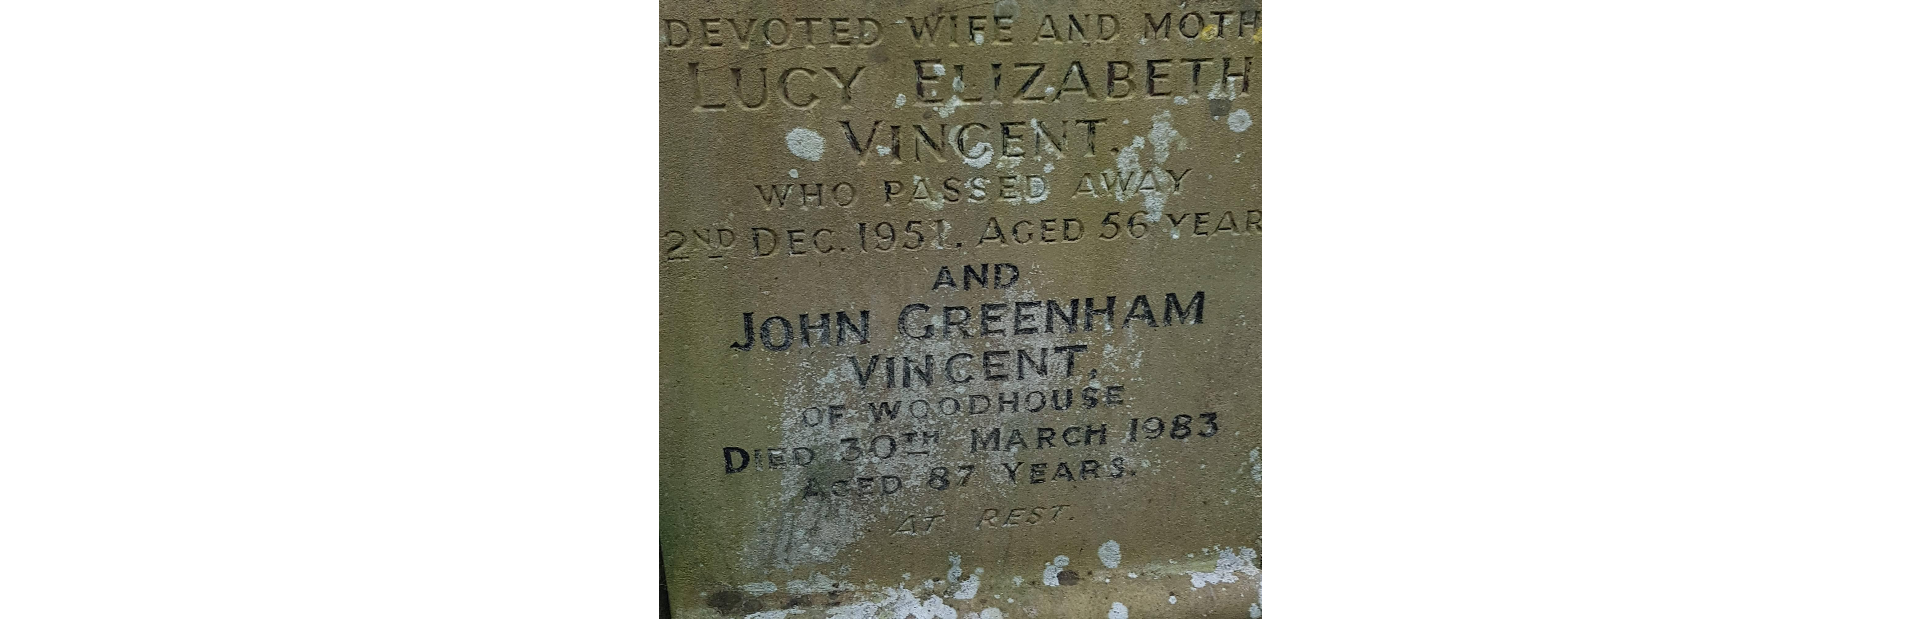 DEVOTED WIFE AND MOTH
LUCY ELIZABETH
VINCENT,
WHO PASSED AWAY
2ND DEC. 1951, AGED 56 YEAR
AND
JOHN GREENHAM
VINCENT,
OF WOODHOUSE
DIED 30TH MARCH 1983
AGED 87 YEARS.
AT REST.